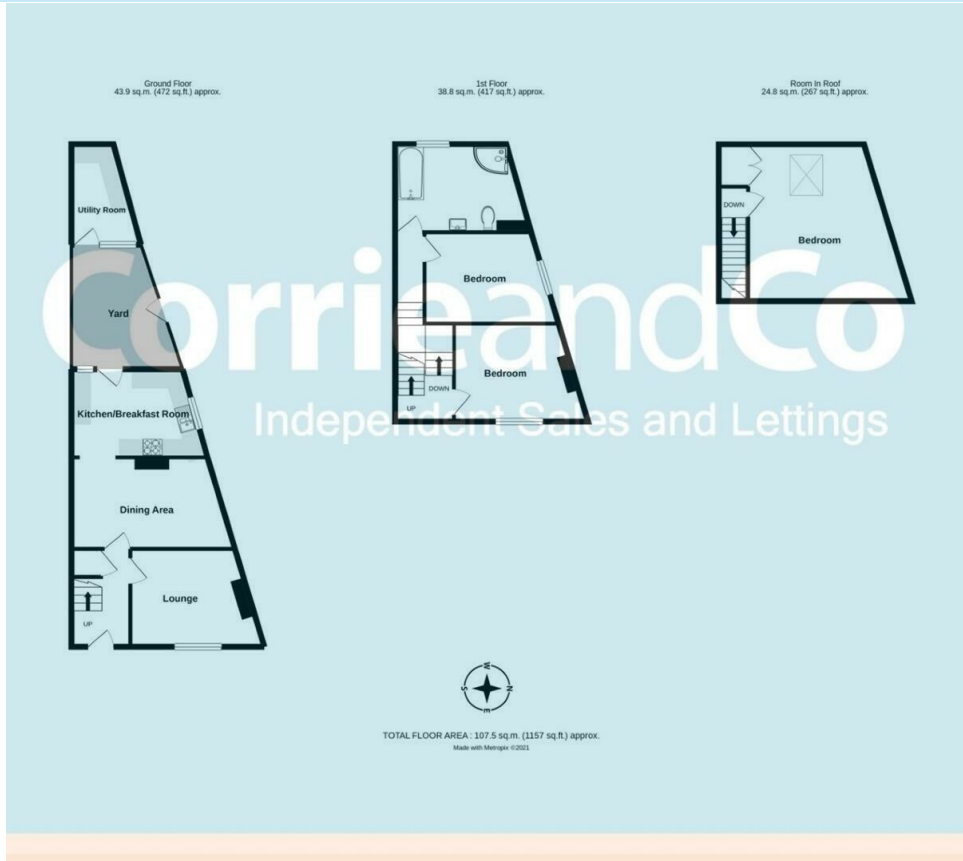 Ground Floor
43.9 sq.m. (472 sq.ft.) approx.
1st Floor
38.8 sq.m. (417 sq.ft.) approx.
Room In Roof
24.8 sq.m. (267 sq.ft.) approx.
Utility Room
Yard
Kitchen/Breakfast Room
Dining Area
Lounge
UP
Bedroom
Bedroom
DOWN
UP
DOWN
Bedroom
CorrieandCo
Independent Sales and Lettings
W
S
N
E
TOTAL FLOOR AREA : 107.5 sq.m. (1157 sq.ft.) approx.
Made with Metropix ©2021